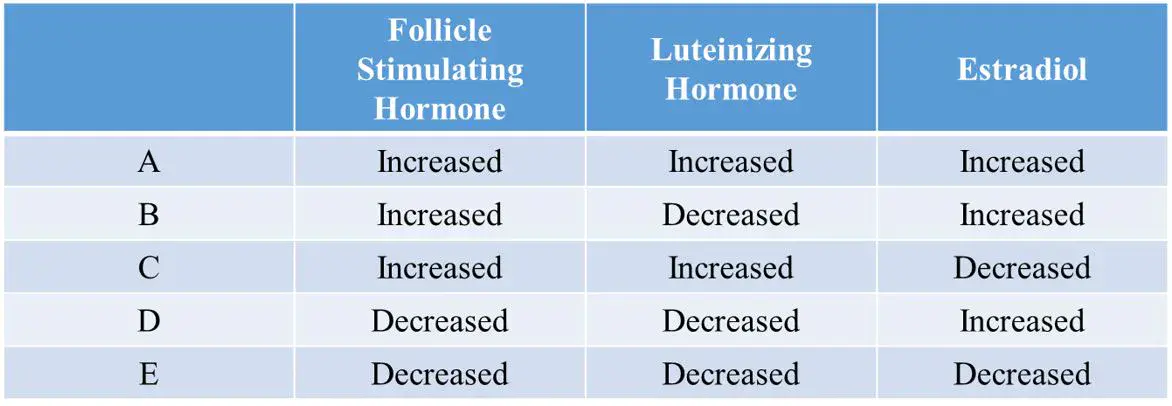 Follicle Stimulating Hormone Luteinizing Hormone Estradiol
A Increased Increased Increased
B Increased Decreased Increased
C Increased Increased Decreased
D Decreased Decreased Increased
E Decreased Decreased Decreased